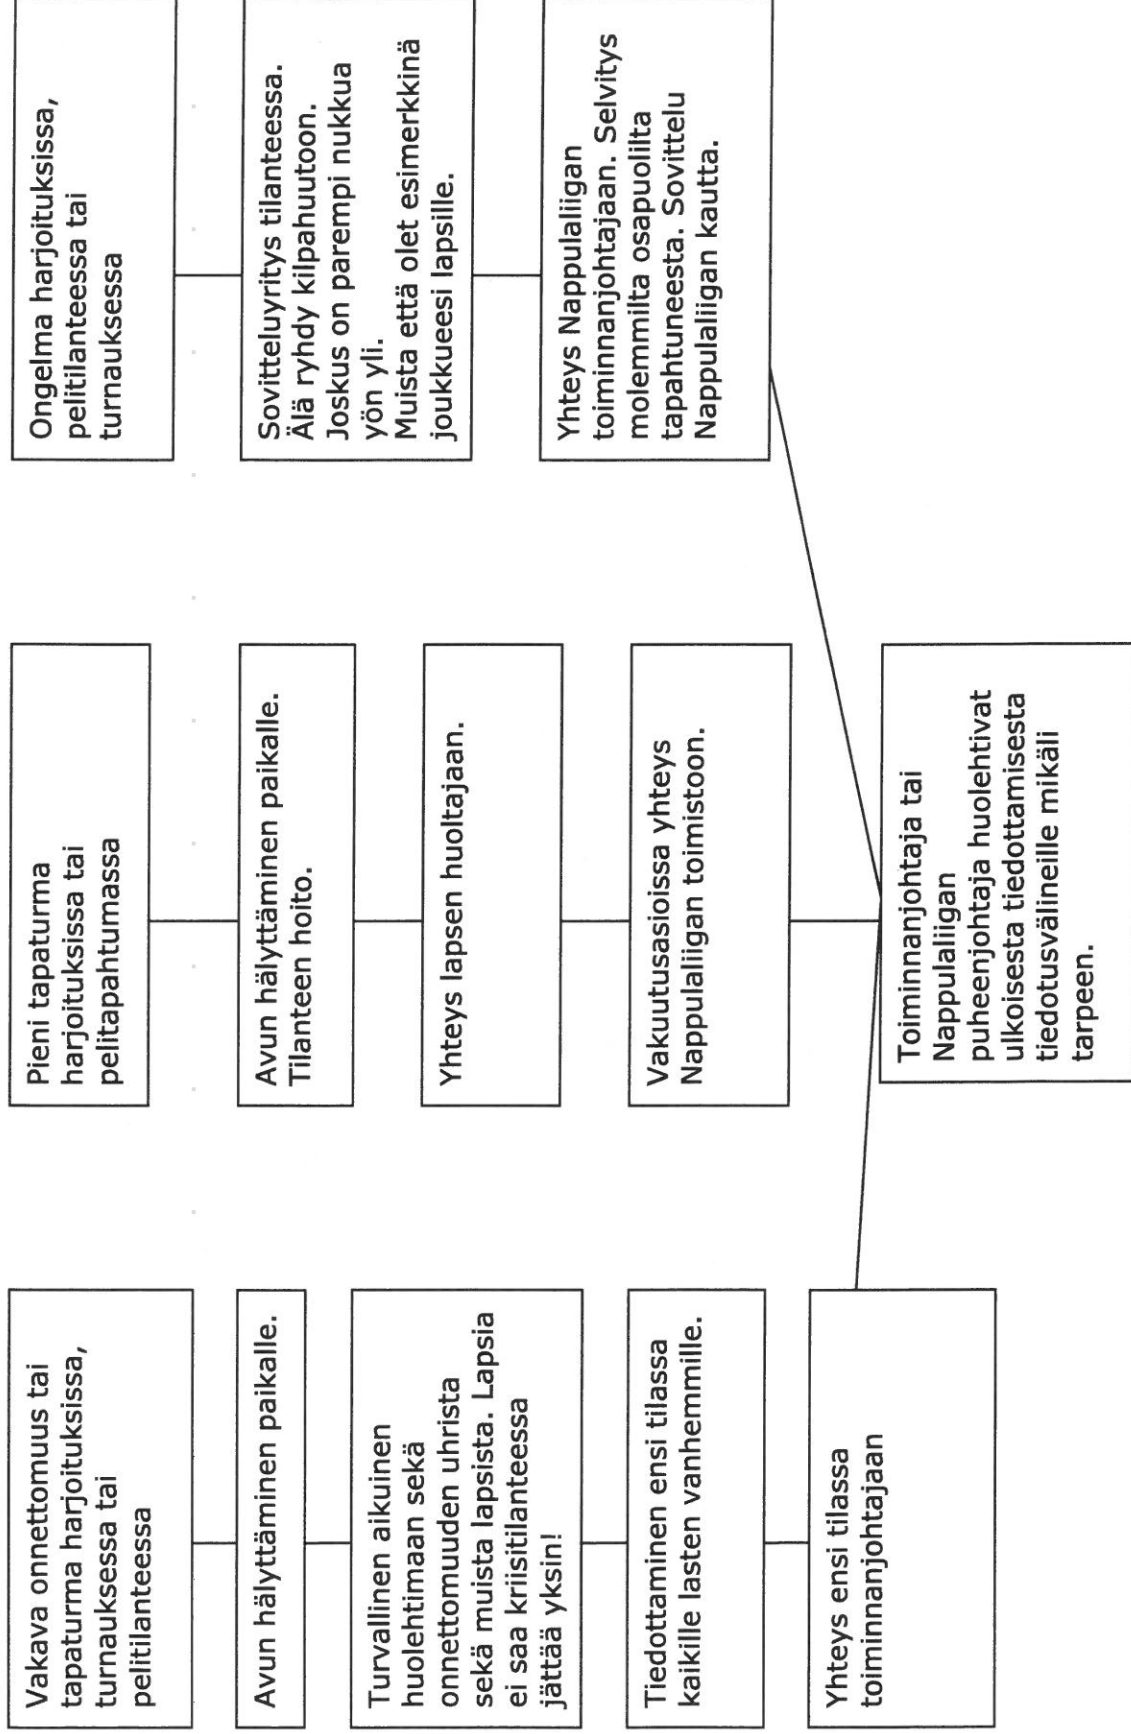 Vakava onnettomuus tai
tapaturma harjoituksissa,
turnauksessa tai
pelitilanteessa
Avun hälyttäminen paikalle.
Turvallinen aikuinen
huolehtimaan sekä
onnettomuuden uhrista
sekä muista lapsista. Lapsia
ei saa kriisitilanteessa
jättää yksin!
Tiedottaminen ensi tilassa
kaikille lasten vanhemmille.
Yhteys ensi tilassa
toiminnanjohtajaan
Pieni tapaturma
harjoituksissa tai
pelitapahtumassa
Avun hälyttäminen paikalle.
Tilanteen hoito.
Yhteys lapsen huoltajaan.
Vakuutusasioissa yhteys
Nappulaliigan toimistoon.
Toiminnanjohtaja tai
Nappulaliigan
puheenjohtaja huolehtivat
ulkoisesta tiedottamisesta
tiedotusvälineille mikäli
tarpeen.
Ongelma harjoituksissa,
pelitilanteessa tai
turnauksessa
Sovitteluyritys tilanteessa.
Älä ryhdy kilpahuutoon.
Joskus on parempi nukkua
yön yli.
Muista että olet esimerkkinä
joukkueesi lapsille.
Yhteys Nappulaliigan
toiminnanjohtajaan. Selvitys
molemmilta osapuolilta
tapahtuneesta. Sovittelu
Nappulaliigan kautta.